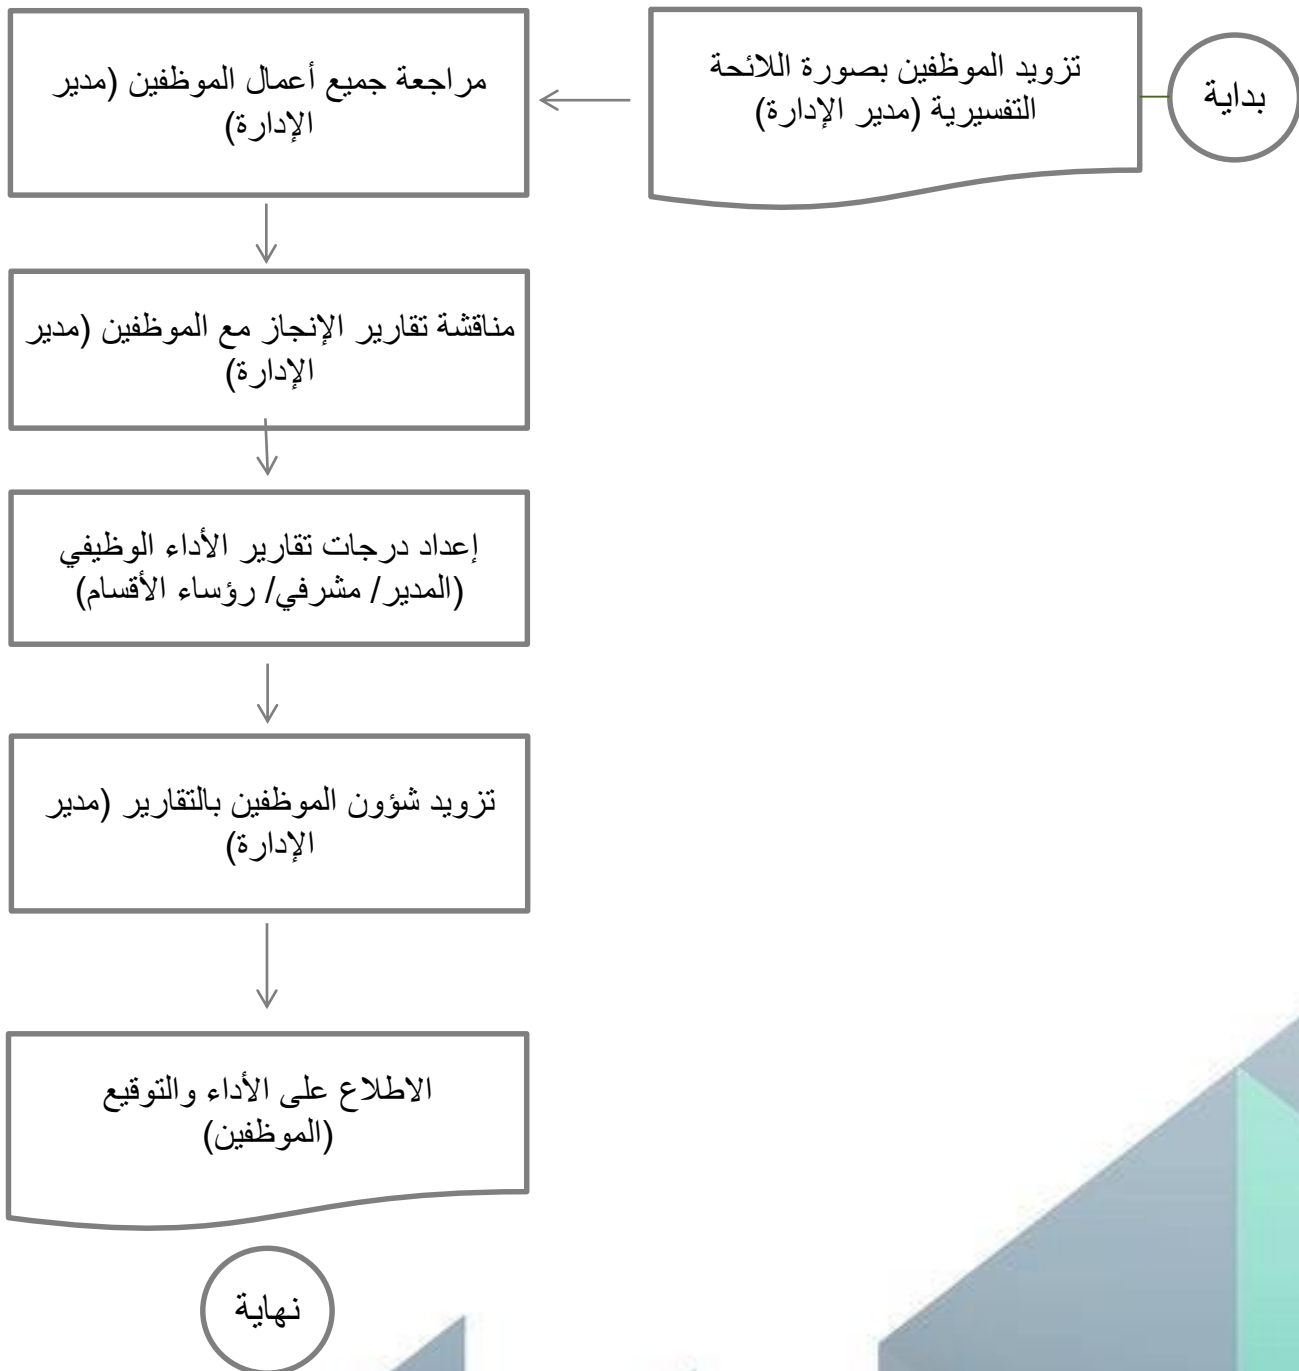 بداية
تزويد الموظفين بصورة اللائحة
التفسيرية (مدير الإدارة)
مراجعة جميع أعمال الموظفين (مدير
الإدارة)
مناقشة تقارير الإنجاز مع الموظفين (مدير
الإدارة)
إعداد درجات تقارير الأداء الوظيفي
(المدير/ مشرفي/ رؤساء الأقسام)
تزويد شؤون الموظفين بالتقارير (مدير
الإدارة)
الاطلاع على الأداء والتوقيع
(الموظفين)
نهاية